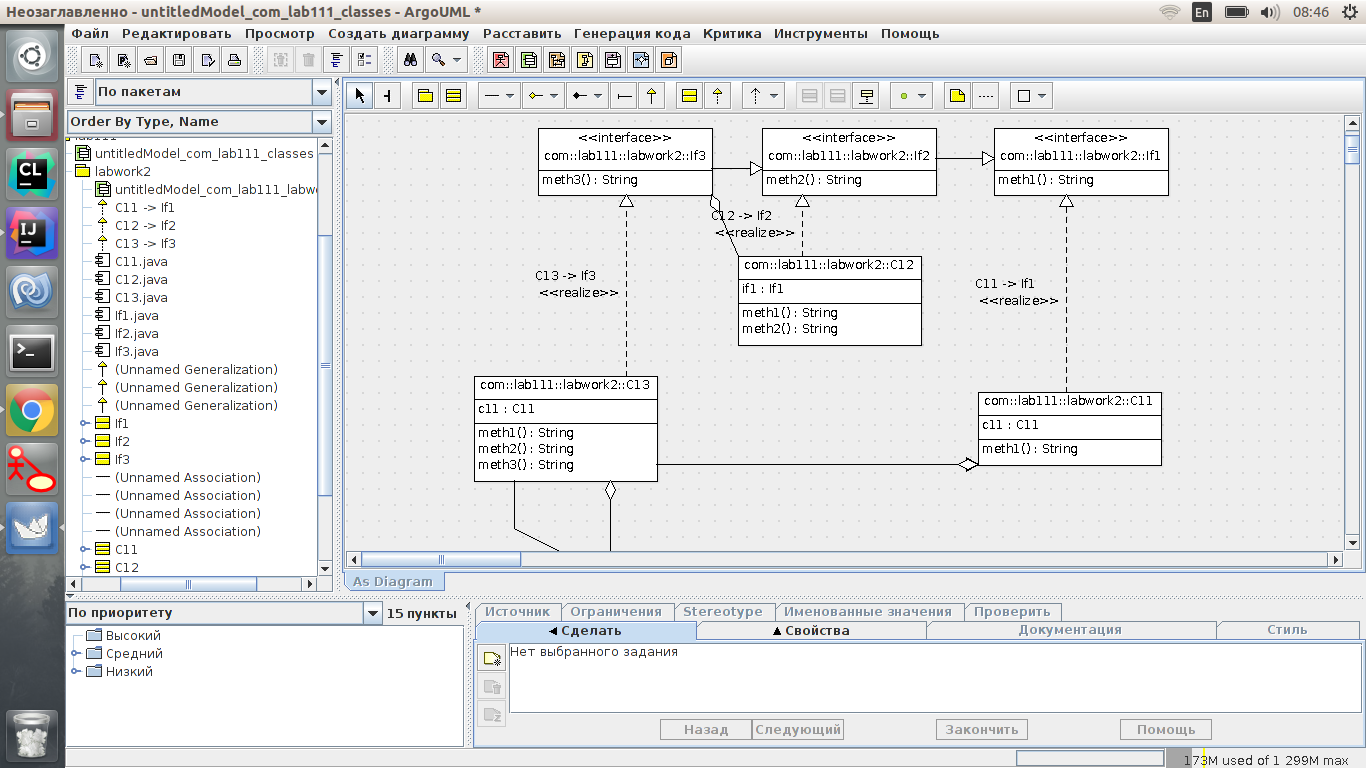 Неозаглавленно - untitledModel_com_lab111_classes - ArgoUML *
En
08:46
Файл Редактировать Просмотр Создать диаграмму Расставить Генерация кода Критика Инструменты Помощь
По пакетам
Order By Type, Name
untitledModel_com_lab111_classes
labwork2
untitledModel_com_lab111_labwo
C11 -> If1
C12 -> If2
C13 -> If3
C11.java
C12.java
C13.java
If1.java
If2.java
If3.java
(Unnamed Generalization)
(Unnamed Generalization)
(Unnamed Generalization)
If1
If2
If3
(Unnamed Association)
(Unnamed Association)
(Unnamed Association)
(Unnamed Association)
C11
C12
<<interface>>
com::lab111::labwork2::If3
meth3() : String
<<interface>>
com::lab111::labwork2::If2
meth2() : String
<<interface>>
com::lab111::labwork2::If1
meth1() : String
C12 -> If2
<<realize>>
C13 -> If3
<<realize>>
C11 -> If1
<<realize>>
com::lab111::labwork2::C12
if1 : If1
meth1() : String
meth2() : String
com::lab111::labwork2::C13
c11 : C11
meth1() : String
meth2() : String
meth3() : String
com::lab111::labwork2::C11
c11 : C11
meth1() : String
As Diagram
По приоритету
15 пункты
Высокий
Средний
Низкий
Источник Ограничения Stereotype Именованные значения Проверить
Сделать Свойства Документация Стиль
Нет выбранного задания
Назад Следующий Закончить Помощь
173M used of 1 299M max